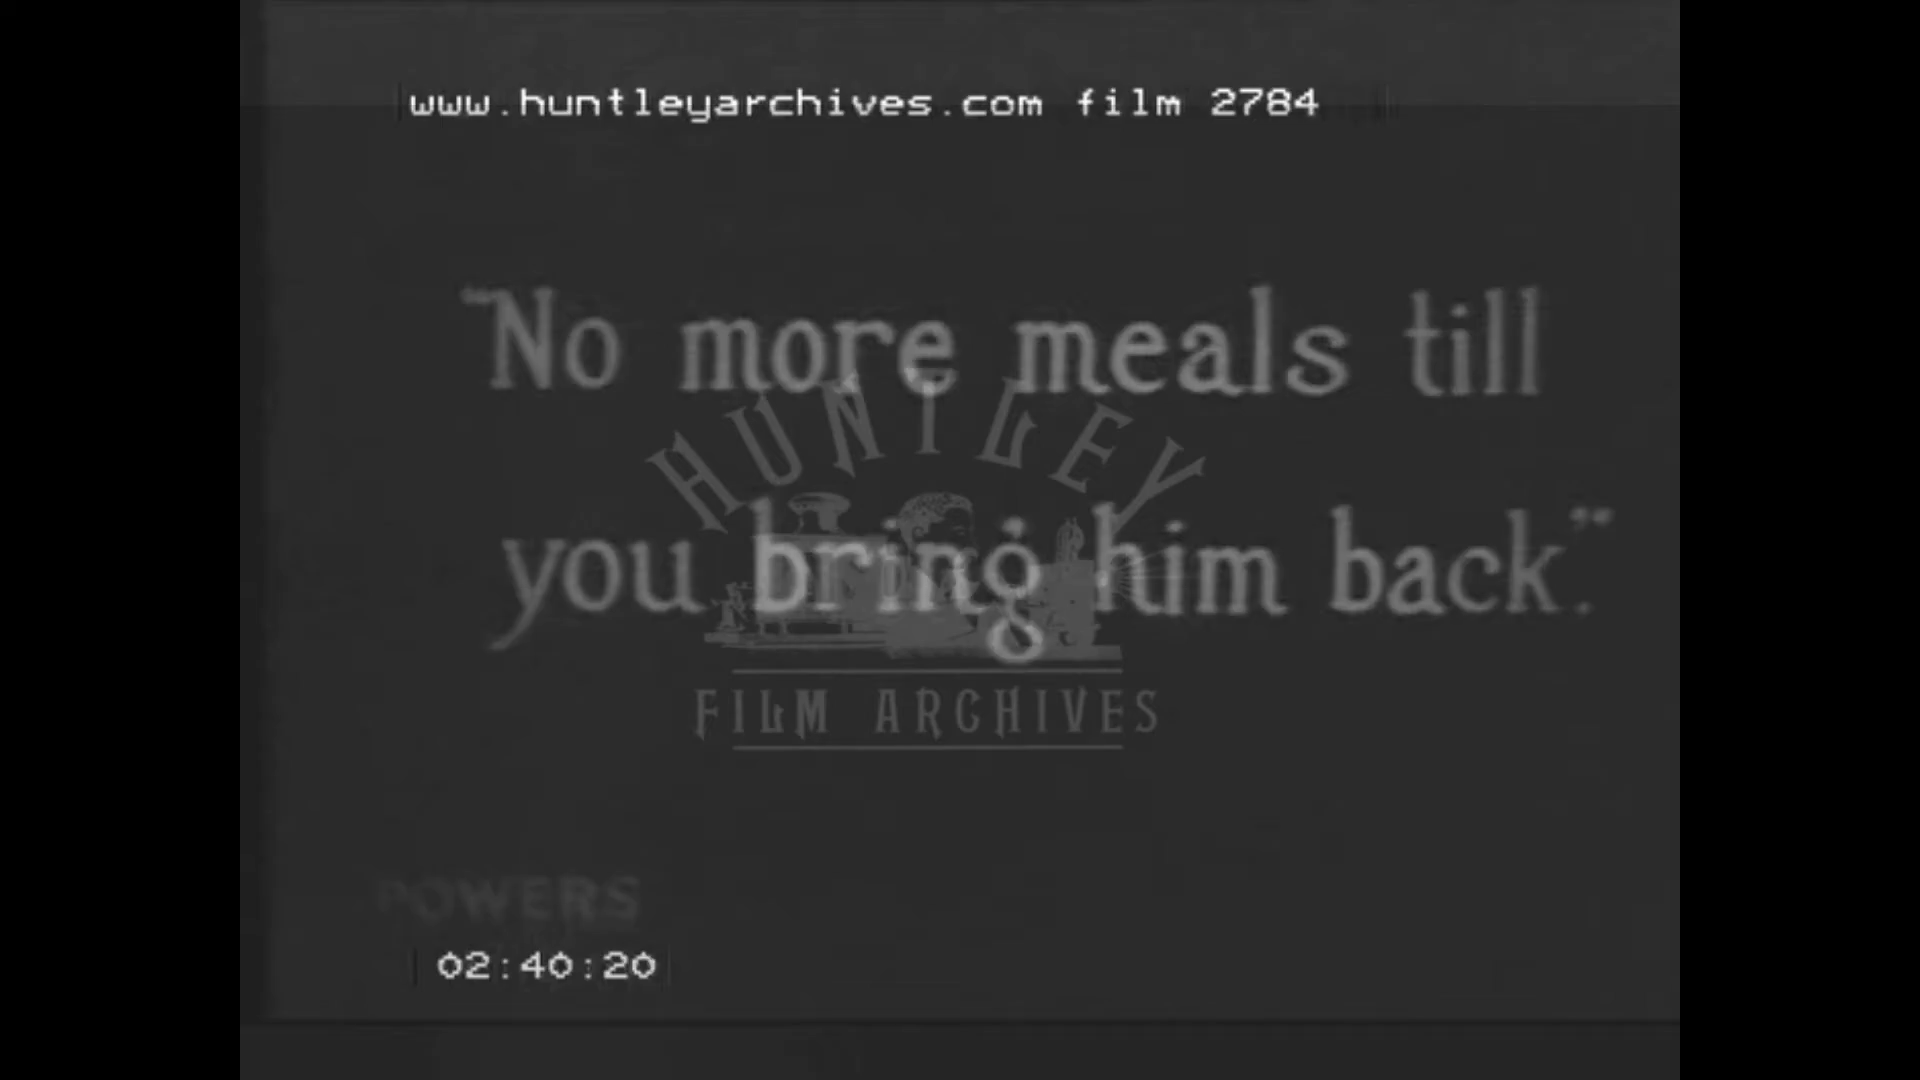 www.huntleyarchives.com film 2784
"No more meals till
HUNTLEY
you bring him back."
FILM ARCHIVES
POWERS
02:40:20